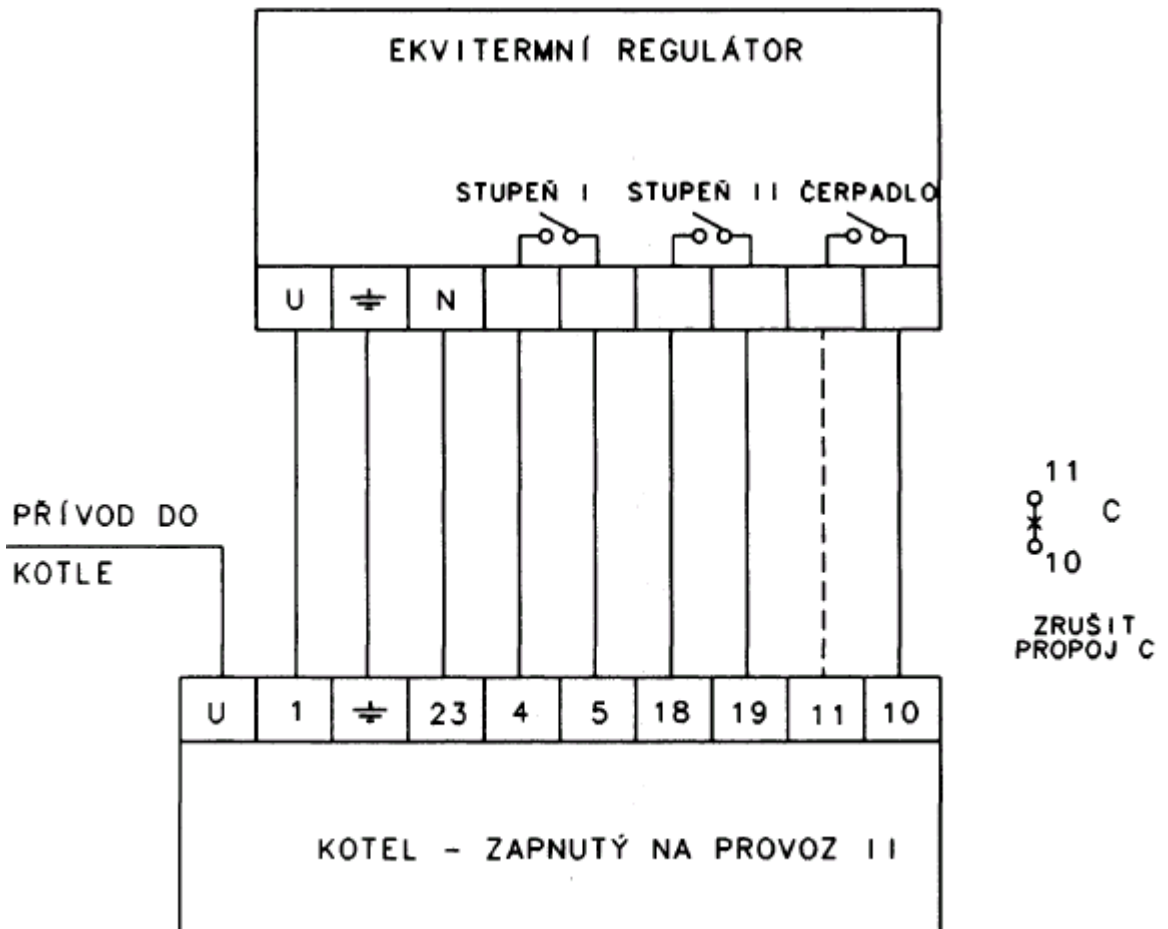 EKVITERMNÍ REGULÁTOR
STUPEŇ I STUPEŇ II ČERPADLO
U N
PŘÍVOD DO
KOTLE
11
C
10
ZRUŠIT
PROPOJ C
U 1 23 4 5 18 19 11 10
KOTEL - ZAPNUTÝ NA PROVOZ II